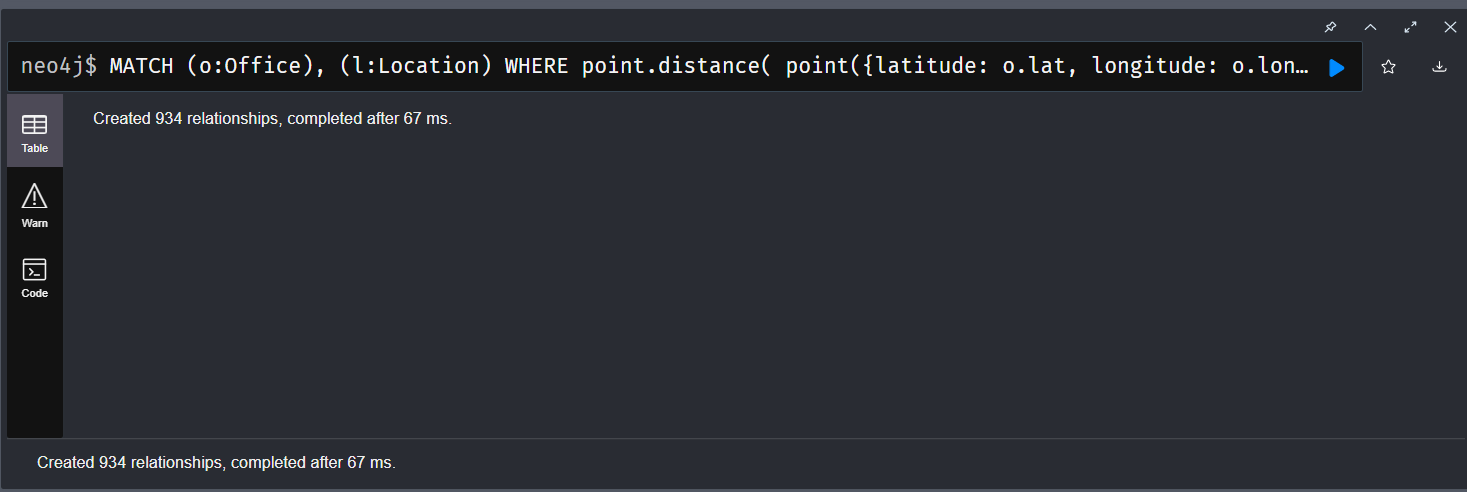 neo4j$ MATCH (o:Office), (l:Location) WHERE point.distance( point({latitude: o.lat, longitude: o.lon…
Table
Created 934 relationships, completed after 67 ms.
Warn
Code
Created 934 relationships, completed after 67 ms.